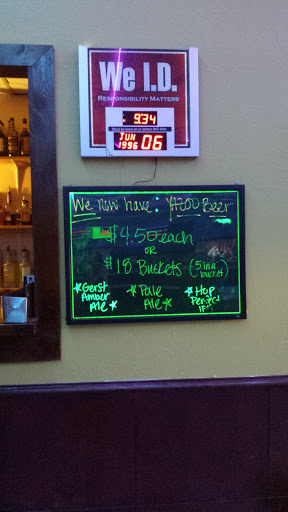 We I.D.
RESPONSIBILITY MATTERS
9:34
JUN 06
1996
We now have: YAZOO Beer
$4.50 each
or
$18 Buckets (5 in a bucket)
*Gerst Amber Ale*
*Pale Ale*
*Hop Perfect IPA*